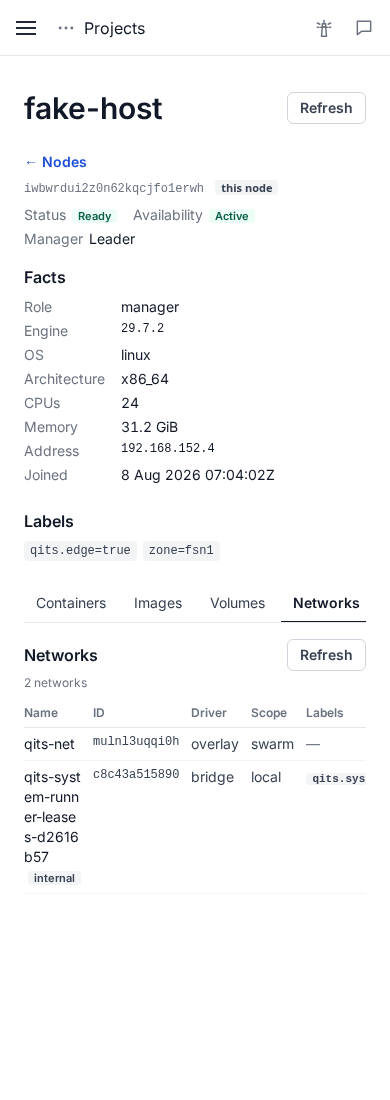 Projects
fake-host
Refresh
← Nodes
iwbwrdui2z0n62kqcjfo1erwh this node
Status Ready Availability Active
Manager Leader
Facts
Role manager
Engine 29.7.2
OS linux
Architecture x86_64
CPUs 24
Memory 31.2 GiB
Address 192.168.152.4
Joined 8 Aug 2026 07:04:02Z
Labels
qits.edge=true zone=fsn1
Containers Images Volumes Networks
Networks
Refresh
2 networks
Name ID Driver Scope Labels
qits-net mulnl3uqqi0h overlay swarm —
qits-syst c8c43a515890 bridge local qits.sys
em-runn
er-lease
s-d2616
b57
internal